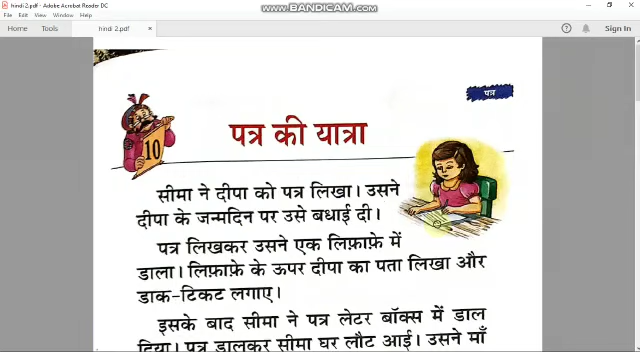 WWW.BANDICAM.COM
hindi 2.pdf - Adobe Acrobat Reader DC
File Edit View Window Help
Home Tools hindi 2.pdf × Sign In
पत्र
पत्र की यात्रा
10
सीमा ने दीपा को पत्र लिखा। उसने
दीपा के जन्मदिन पर उसे बधाई दी।
पत्र लिखकर उसने एक लिफ़ाफ़े में
डाला। लिफ़ाफ़े के ऊपर दीपा का पता लिखा और
डाक-टिकट लगाए।
इसके बाद सीमा ने पत्र लेटर बॉक्स में डाल
दिया। पत्र डालकर सीमा घर लौट आई। उसने माँ